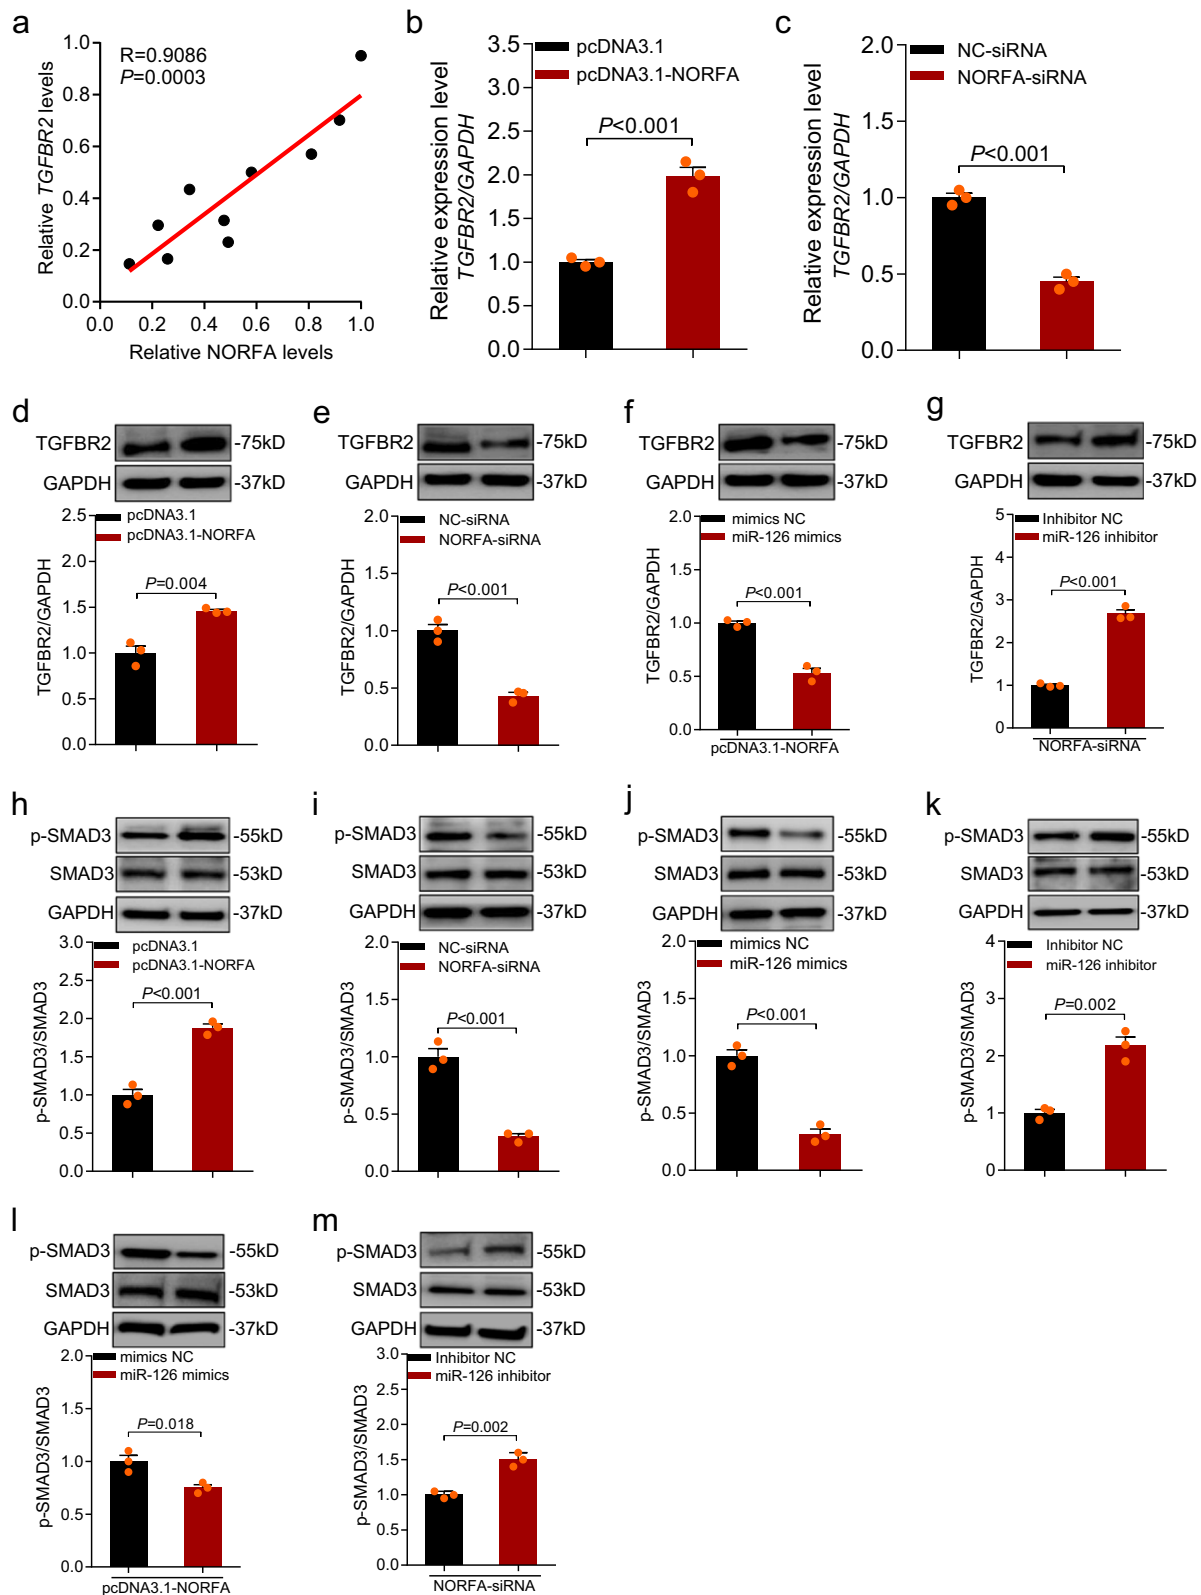 a
R=0.9086
P=0.0003
Relative TGFBR2 levels
1.0
0.8
0.6
0.4
0.2
0.0
0.0 0.2 0.4 0.6 0.8 1.0
Relative NORFA levels
b
pcDNA3.1
pcDNA3.1-NORFA
P<0.001
Relative expression level
TGFBR2/GAPDH
3.5
3.0
2.5
2.0
1.5
1.0
0.5
0.0
c
NC-siRNA
NORFA-siRNA
P<0.001
Relative expression level
TGFBR2/GAPDH
2.0
1.5
1.0
0.5
0.0
d
TGFBR2 -75kD
GAPDH -37kD
pcDNA3.1
pcDNA3.1-NORFA
P=0.004
TGFBR2/GAPDH
2.5
2.0
1.5
1.0
0.5
0.0
e
TGFBR2 -75kD
GAPDH -37kD
NC-siRNA
NORFA-siRNA
P<0.001
TGFBR2/GAPDH
2.0
1.5
1.0
0.5
0.0
f
TGFBR2 -75kD
GAPDH -37kD
mimics NC
miR-126 mimics
P<0.001
TGFBR2/GAPDH
2.0
1.5
1.0
0.5
0.0
pcDNA3.1-NORFA
g
TGFBR2 -75kD
GAPDH -37kD
Inhibitor NC
miR-126 inhibitor
P<0.001
TGFBR2/GAPDH
5
4
3
2
1
0
NORFA-siRNA
h
p-SMAD3 -55kD
SMAD3 -53kD
GAPDH -37kD
pcDNA3.1
pcDNA3.1-NORFA
P<0.001
p-SMAD3/SMAD3
3.0
2.5
2.0
1.5
1.0
0.5
0.0
i
p-SMAD3 -55kD
SMAD3 -53kD
GAPDH -37kD
NC-siRNA
NORFA-siRNA
P<0.001
p-SMAD3/SMAD3
2.0
1.5
1.0
0.5
0.0
j
p-SMAD3 -55kD
SMAD3 -53kD
GAPDH -37kD
mimics NC
miR-126 mimics
P<0.001
p-SMAD3/SMAD3
2.0
1.5
1.0
0.5
0.0
k
p-SMAD3 -55kD
SMAD3 -53kD
GAPDH -37kD
Inhibitor NC
miR-126 inhibitor
P=0.002
p-SMAD3/SMAD3
4
3
2
1
0
l
p-SMAD3 -55kD
SMAD3 -53kD
GAPDH -37kD
mimics NC
miR-126 mimics
P=0.018
p-SMAD3/SMAD3
2.0
1.5
1.0
0.5
0.0
pcDNA3.1-NORFA
m
p-SMAD3 -55kD
SMAD3 -53kD
GAPDH -37kD
Inhibitor NC
miR-126 inhibitor
P=0.002
p-SMAD3/SMAD3
3.0
2.5
2.0
1.5
1.0
0.5
0.0
NORFA-siRNA